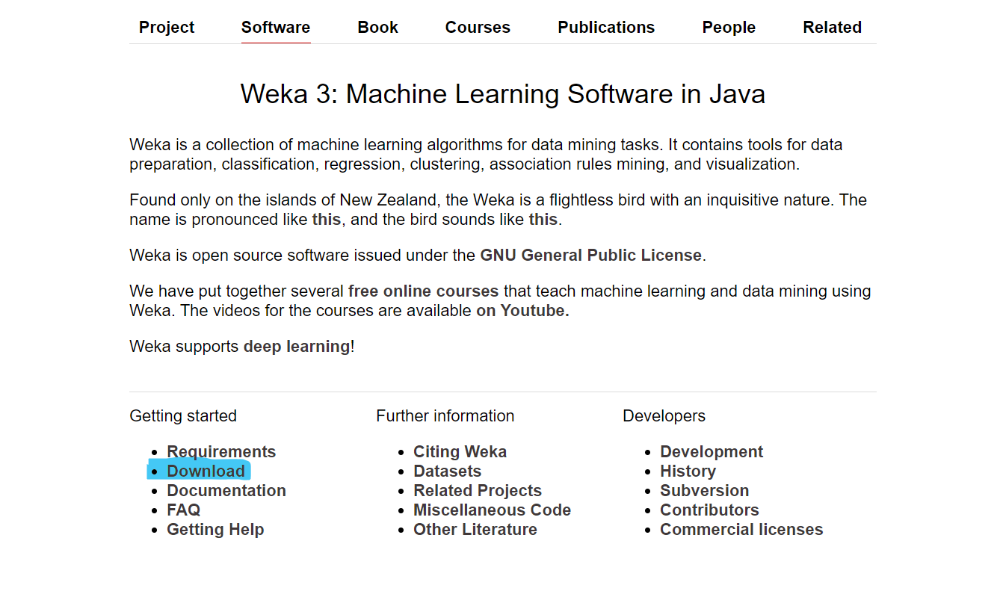 Project Software Book Courses Publications People Related
Weka 3: Machine Learning Software in Java
Weka is a collection of machine learning algorithms for data mining tasks. It contains tools for data
preparation, classification, regression, clustering, association rules mining, and visualization.
Found only on the islands of New Zealand, the Weka is a flightless bird with an inquisitive nature. The
name is pronounced like this, and the bird sounds like this.
Weka is open source software issued under the GNU General Public License.
We have put together several free online courses that teach machine learning and data mining using
Weka. The videos for the courses are available on Youtube.
Weka supports deep learning!
Getting started
Requirements
Download
Documentation
FAQ
Getting Help
Further information
Citing Weka
Datasets
Related Projects
Miscellaneous Code
Other Literature
Developers
Development
History
Subversion
Contributors
Commercial licenses